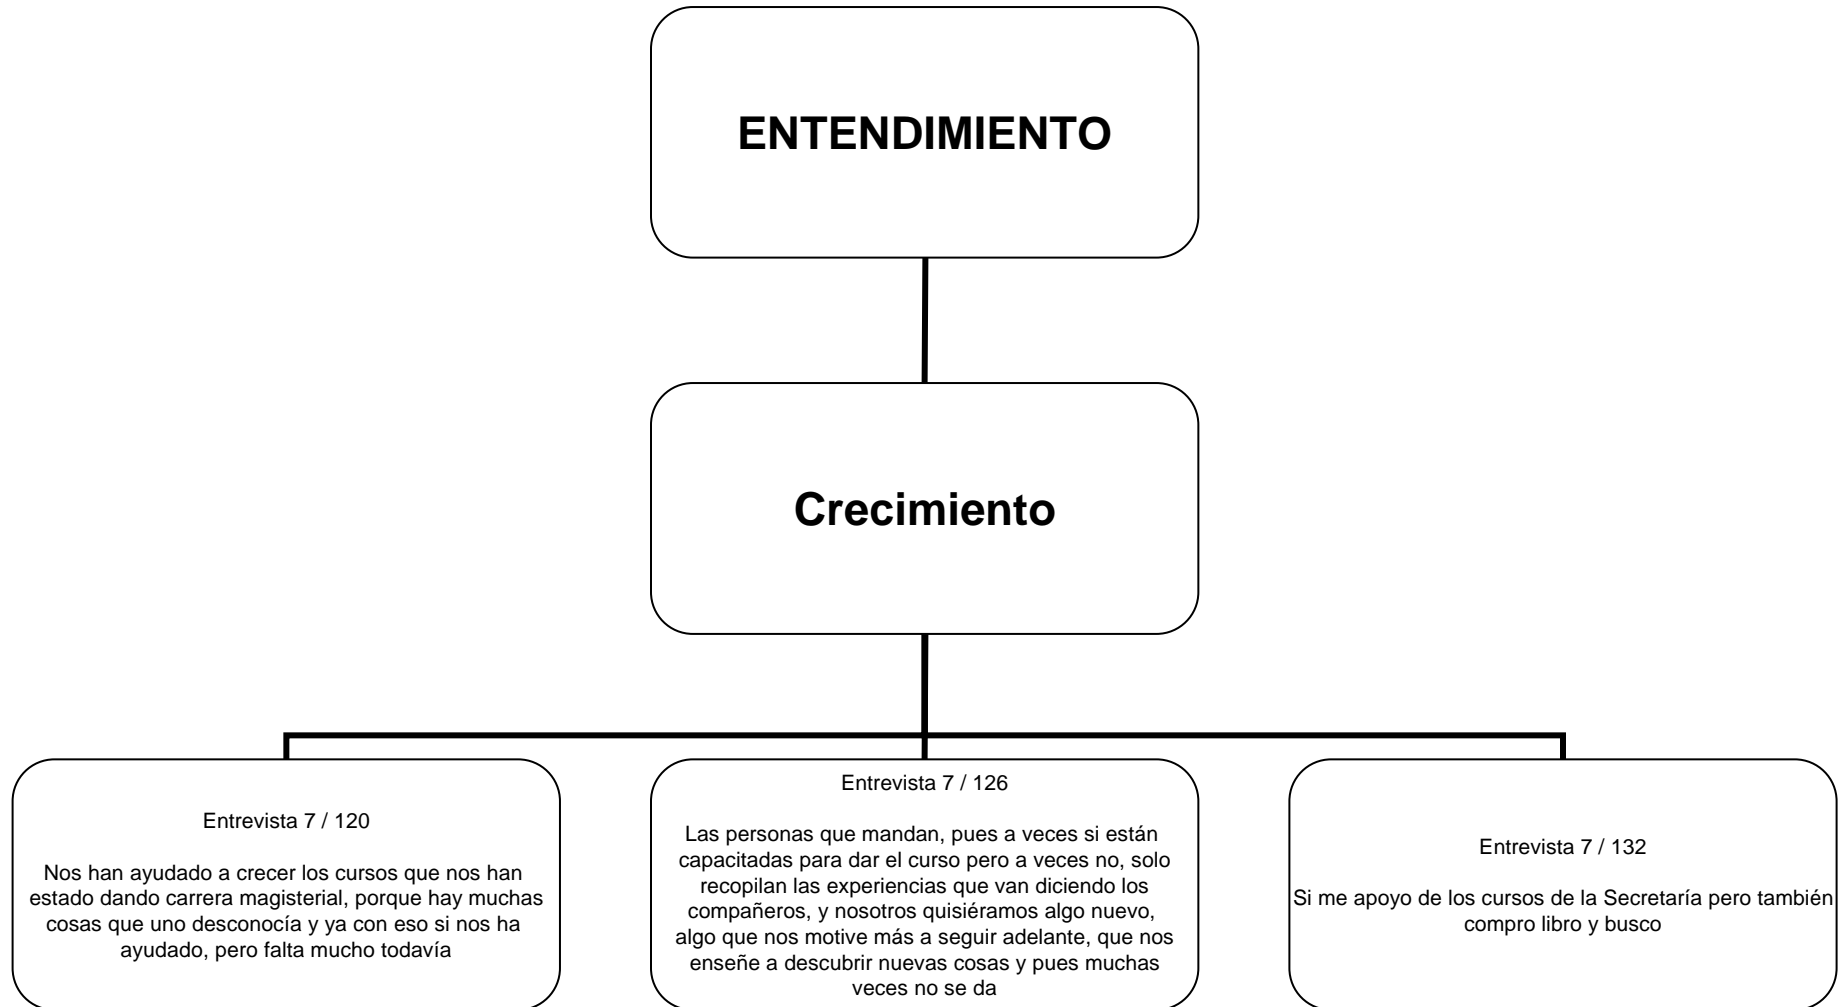 ENTENDIMIENTO
Crecimiento
Entrevista 7 / 120
Nos han ayudado a crecer los cursos que nos han
estado dando carrera magisterial, porque hay muchas
cosas que uno desconocía y ya con eso si nos ha
ayudado, pero falta mucho todavía
Entrevista 7 / 126
Las personas que mandan, pues a veces si están
capacitadas para dar el curso pero a veces no, solo
recopilan las experiencias que van diciendo los
compañeros, y nosotros quisiéramos algo nuevo,
algo que nos motive más a seguir adelante, que nos
enseñe a descubrir nuevas cosas y pues muchas
veces no se da
Entrevista 7 / 132
Si me apoyo de los cursos de la Secretaría pero también
compro libro y busco